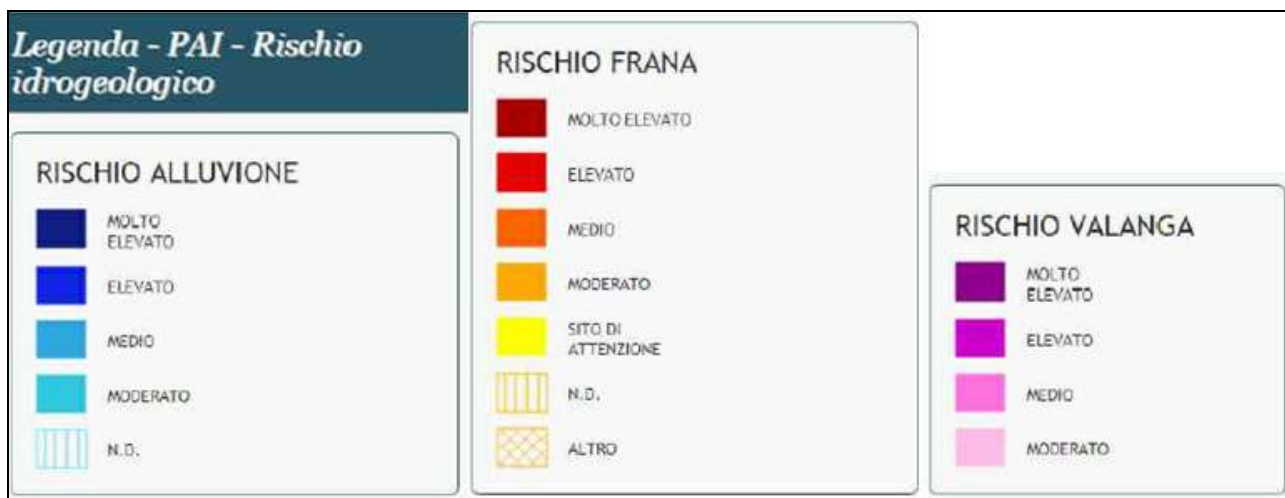 Legenda - PAI - Rischio
idrogeologico
RISCHIO ALLUVIONE
MOLTO
ELEVATO
ELEVATO
MEDIO
MODERATO
N.D.
RISCHIO FRANA
MOLTO ELEVATO
ELEVATO
MEDIO
MODERATO
SITO DI
ATTENZIONE
N.D.
ALTRO
RISCHIO VALANGA
MOLTO
ELEVATO
ELEVATO
MEDIO
MODERATO